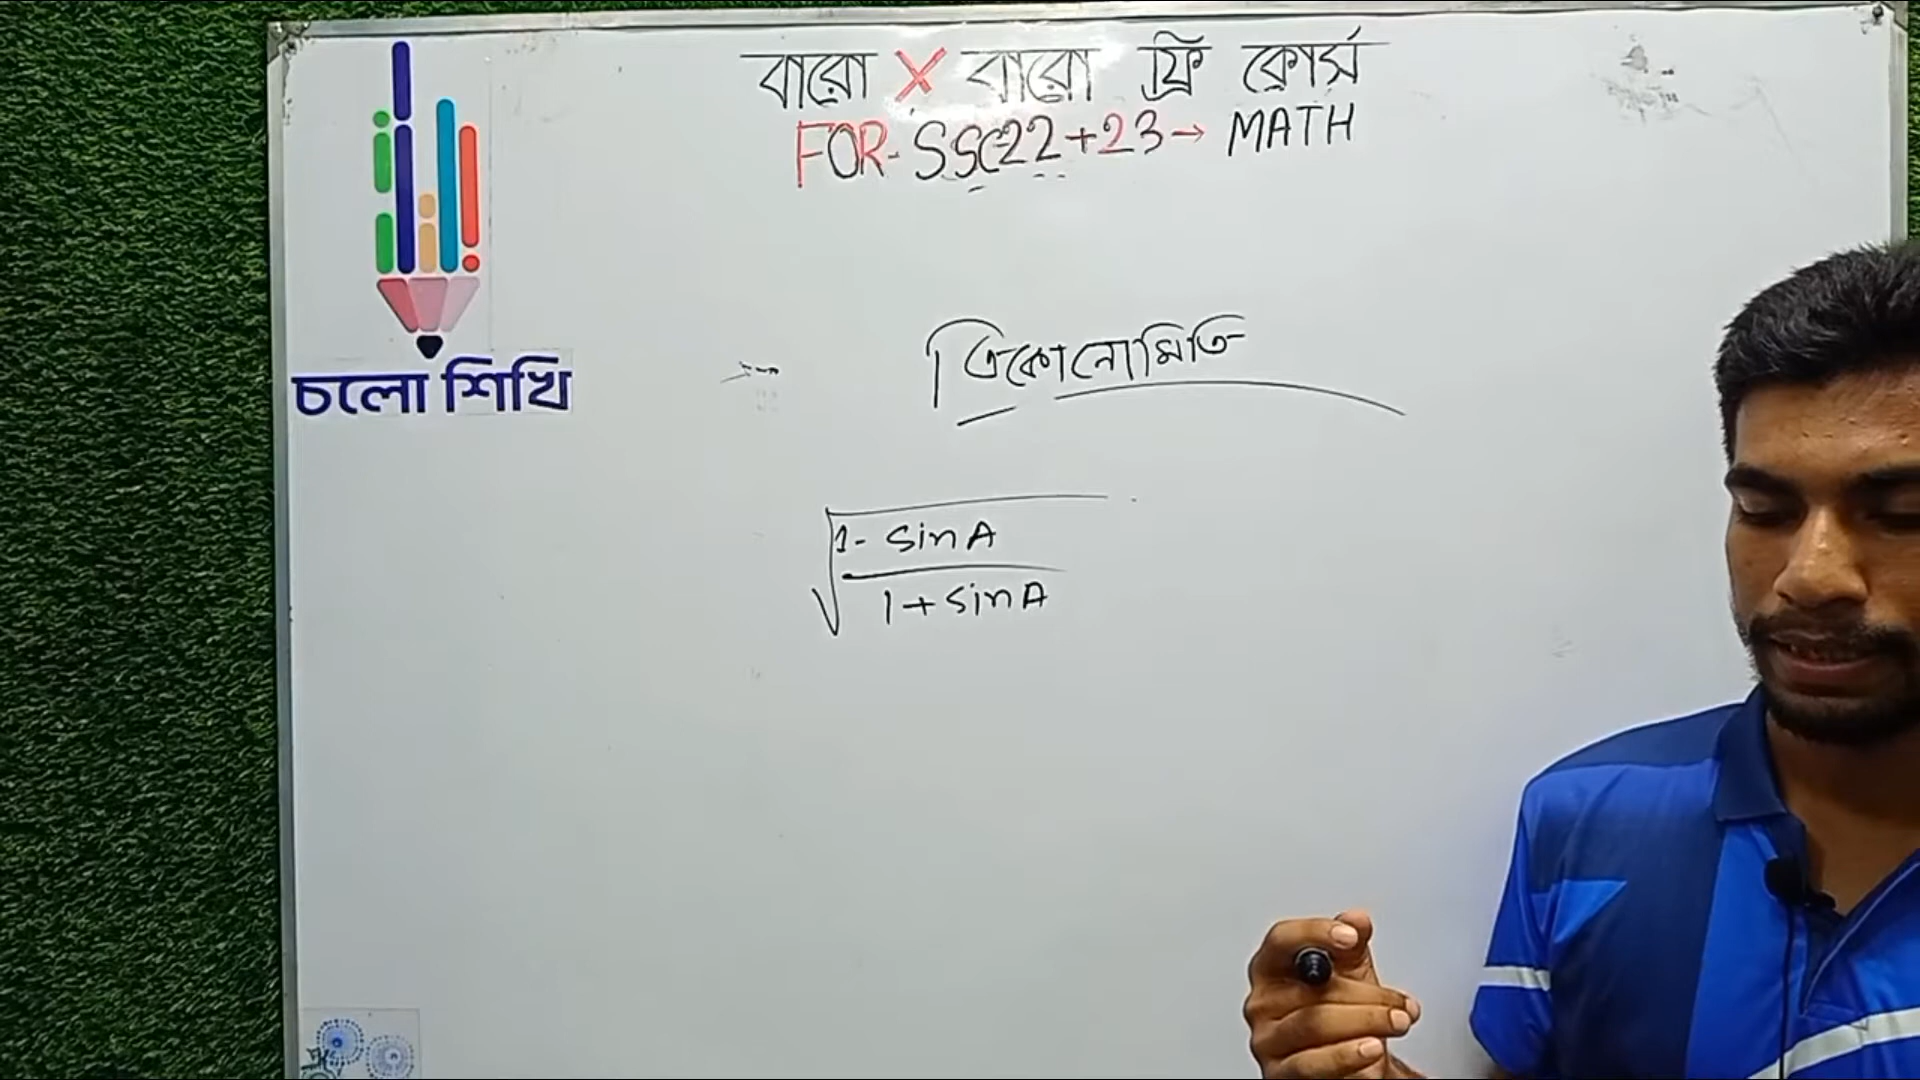 বারো X বারো ফ্রি কোর্স
FOR- SSC22+23→ MATH
চলো শিখি
ত্রিকোনোমিতি
√
1- sinA
1+sinA